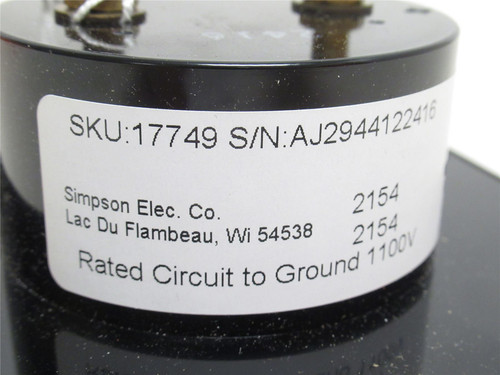 SKU:17749 S/N:AJ2944122416
Simpson Elec. Co. 2154
Lac Du Flambeau, Wi 54538 2154
Rated Circuit to Ground 1100V